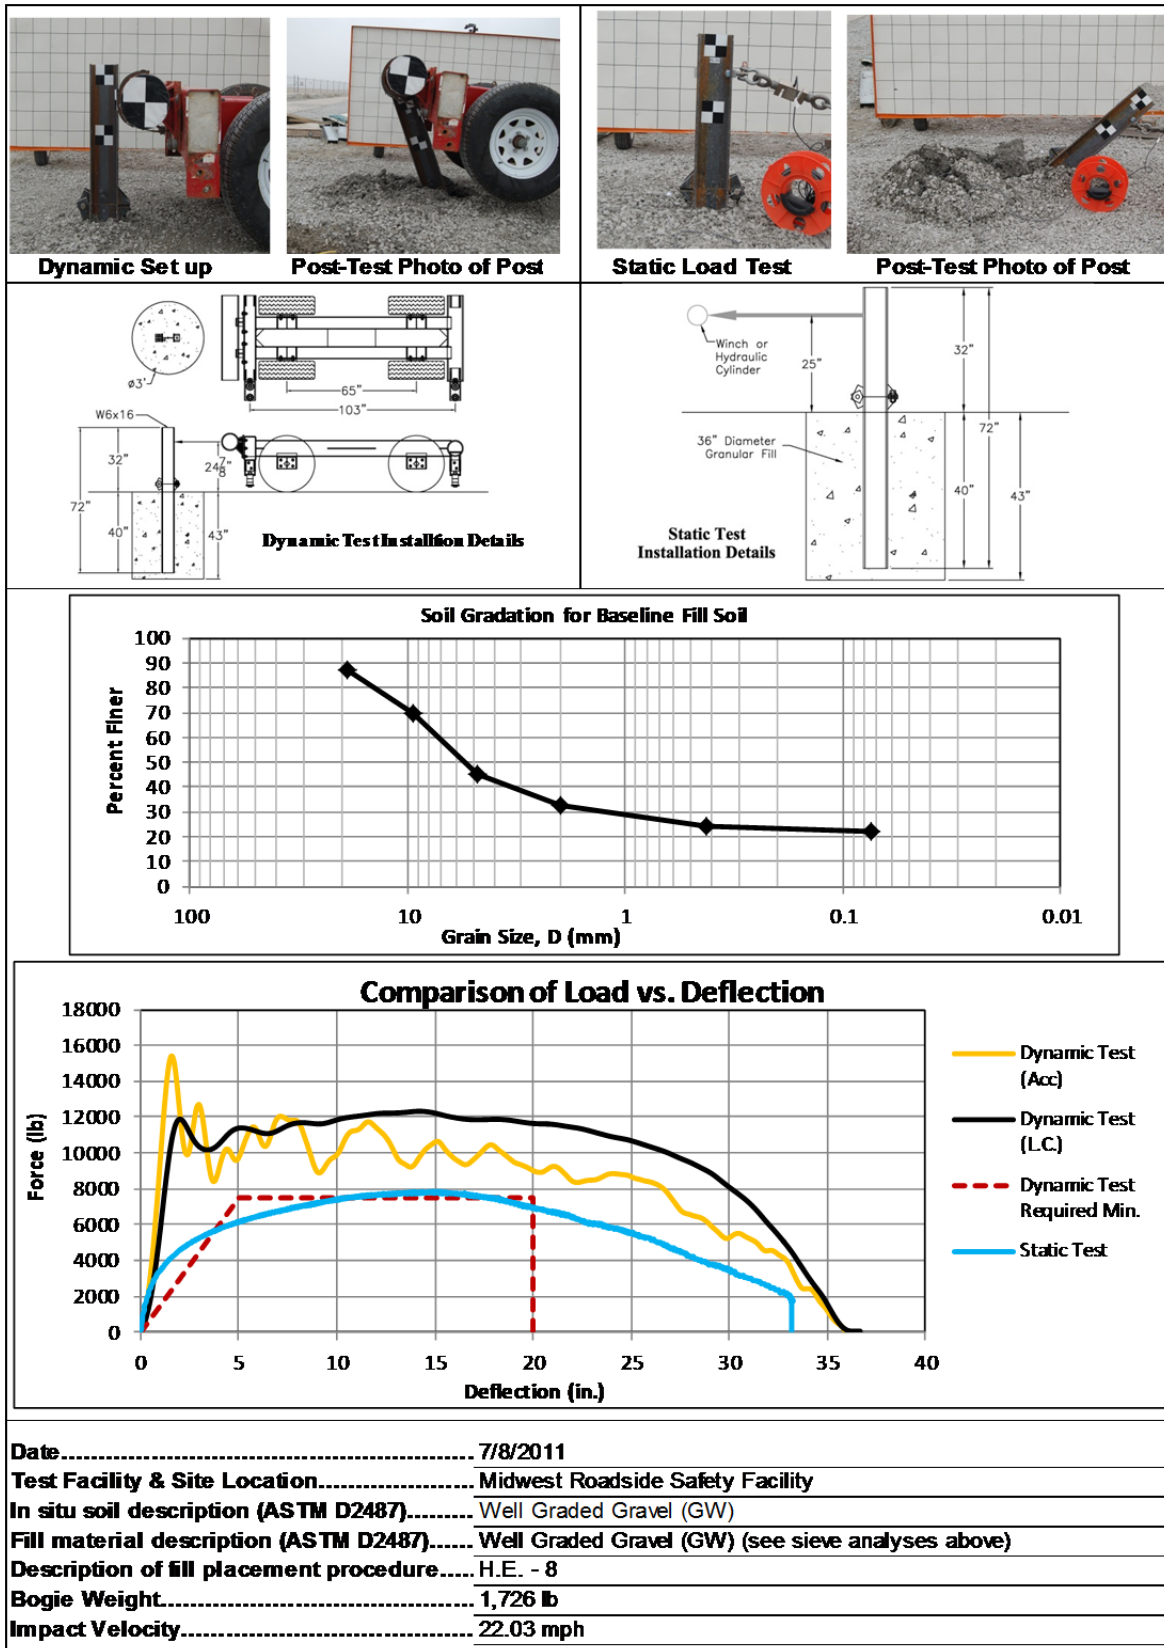 Dynamic Set up
Post-Test Photo of Post
Static Load Test
Post-Test Photo of Post
ø3'
65"
103"
W6x16
32"
72"
40"
43"
24 7/8"
Dynamic Test Installtion Details
Winch or
Hydraulic
Cylinder
25"
32"
72"
36" Diameter
Granular Fill
40"
43"
Static Test
Installation Details
Soil Gradation for Baseline Fill Soil
Percent Finer
100
90
80
70
60
50
40
30
20
10
0
100 10 1 0.1 0.01
Grain Size, D (mm)
Comparison of Load vs. Deflection
Force (lb)
18000
16000
14000
12000
10000
8000
6000
4000
2000
0
0 5 10 15 20 25 30 35 40
Deflection (in.)
Dynamic Test
(Acc)
Dynamic Test
(L.C.)
Dynamic Test
Required Min.
Static Test
Date.................................................. 7/8/2011
Test Facility & Site Location................... Midwest Roadside Safety Facility
In situ soil description (ASTM D2487)........ Well Graded Gravel (GW)
Fill material description (ASTM D2487)...... Well Graded Gravel (GW) (see sieve analyses above)
Description of fill placement procedure..... H.E. - 8
Bogie Weight....................................... 1,726 lb
Impact Velocity.................................... 22.03 mph